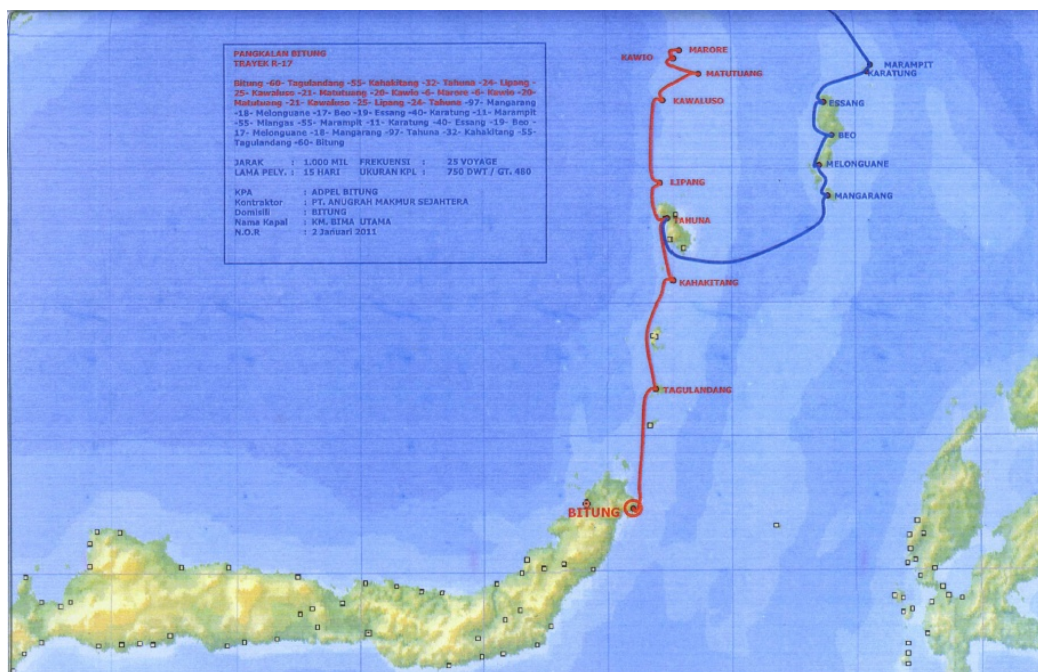 PANGKALAN BITUNG
TRAYEK R-17
Bitung -60- Tagulandang -55- Kahakitang -32- Tahuna -24- Lipang -
25- Kawaluso -21- Matutuang -20- Kawio -6- Marore -6- Kawio -20-
Matutuang -21- Kawaluso -25- Lipang -24- Tahuna -97- Mangarang
-18- Melonguane -17- Beo -19- Essang -40- Karatung -11- Marampit
-55- Miangas -55- Marampit -11- Karatung -40- Essang -19- Beo -
17- Melonguane -18- Mangarang -97- Tahuna -32- Kahakitang -55-
Tagulandang -60- Bitung
JARAK : 1.000 MIL FREKUENSI : 25 VOYAGE
LAMA PELY. : 15 HARI UKURAN KPL : 750 DWT / GT. 480
KPA : ADPEL BITUNG
Kontraktor : PT. ANUGRAH MAKMUR SEJAHTERA
Domisili : BITUNG
Nama Kapal : KM. BIMA UTAMA
N.O.R : 2 Januari 2011
MARORE
KAWIO
MATUTUANG
KAWALUSO
LIPANG
TAHUNA
KAHAKITANG
TAGULANDANG
BITUNG
MARAMPIT
KARATUNG
ESSANG
BEO
MELONGUANE
MANGARANG